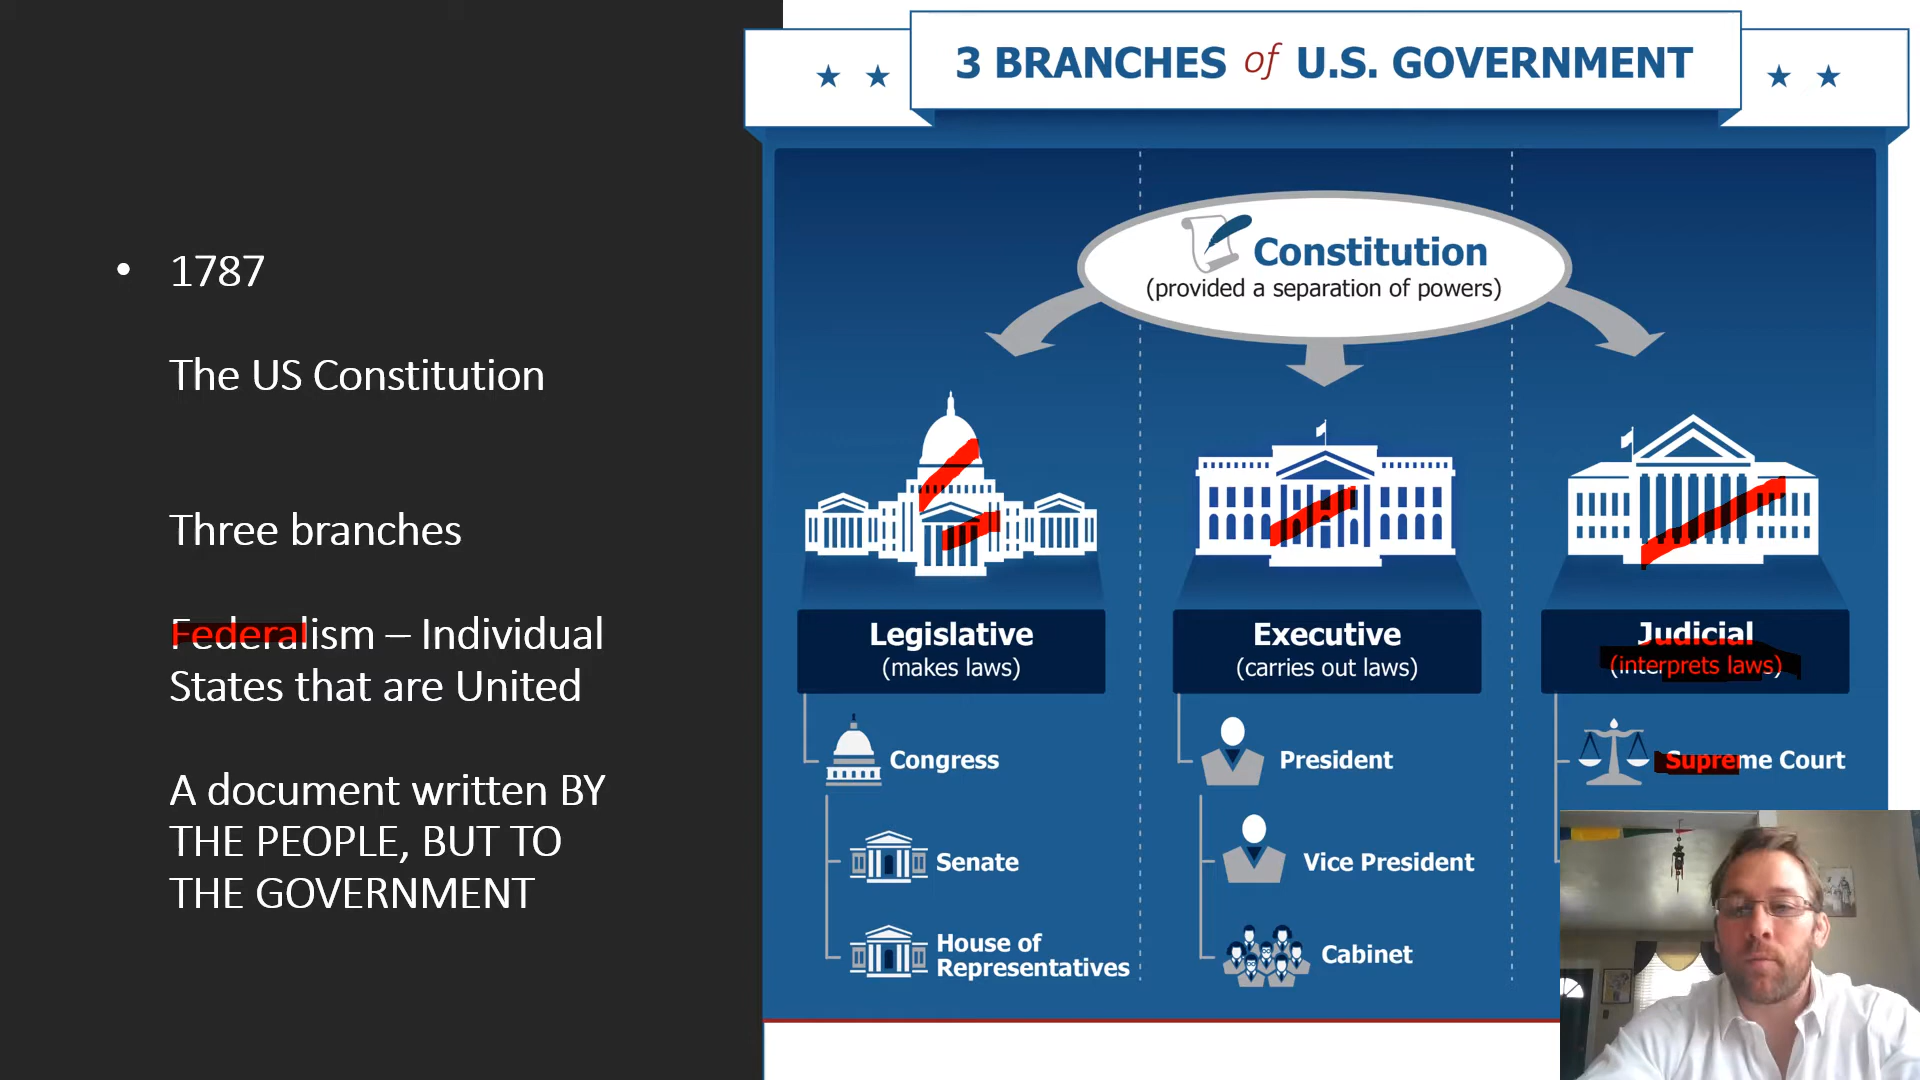 • 1787
The US Constitution
Three branches
Federalism – Individual
States that are United
A document written BY
THE PEOPLE, BUT TO
THE GOVERNMENT
3 BRANCHES of U.S. GOVERNMENT
Constitution
(provided a separation of powers)
Legislative
(makes laws)
Congress
Senate
House of
Representatives
Executive
(carries out laws)
President
Vice President
Cabinet
Judicial
(interprets laws)
Supreme Court